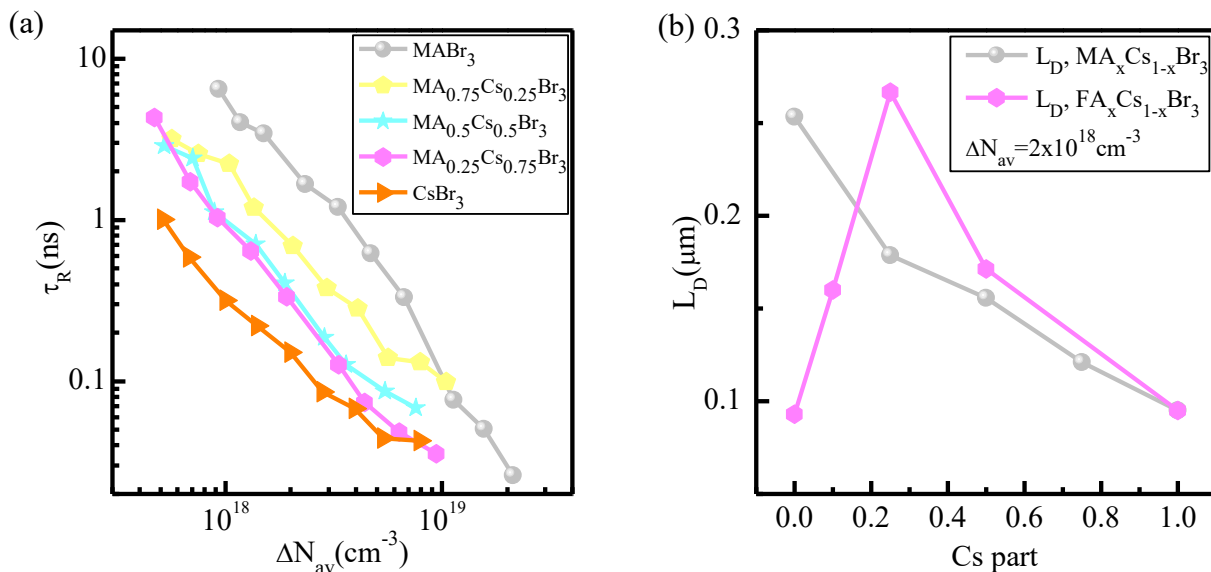 (a)
MABr3
MA0.75Cs0.25Br3
MA0.5Cs0.5Br3
MA0.25Cs0.75Br3
CsBr3
10
1
0.1
τR(ns)
10^18
10^19
ΔNav(cm^-3)
(b)
LD, MAxCs1-xBr3
LD, FAxCs1-xBr3
ΔNav=2x10^18cm^-3
0.3
0.2
0.1
LD(μm)
0.0 0.2 0.4 0.6 0.8 1.0
Cs part